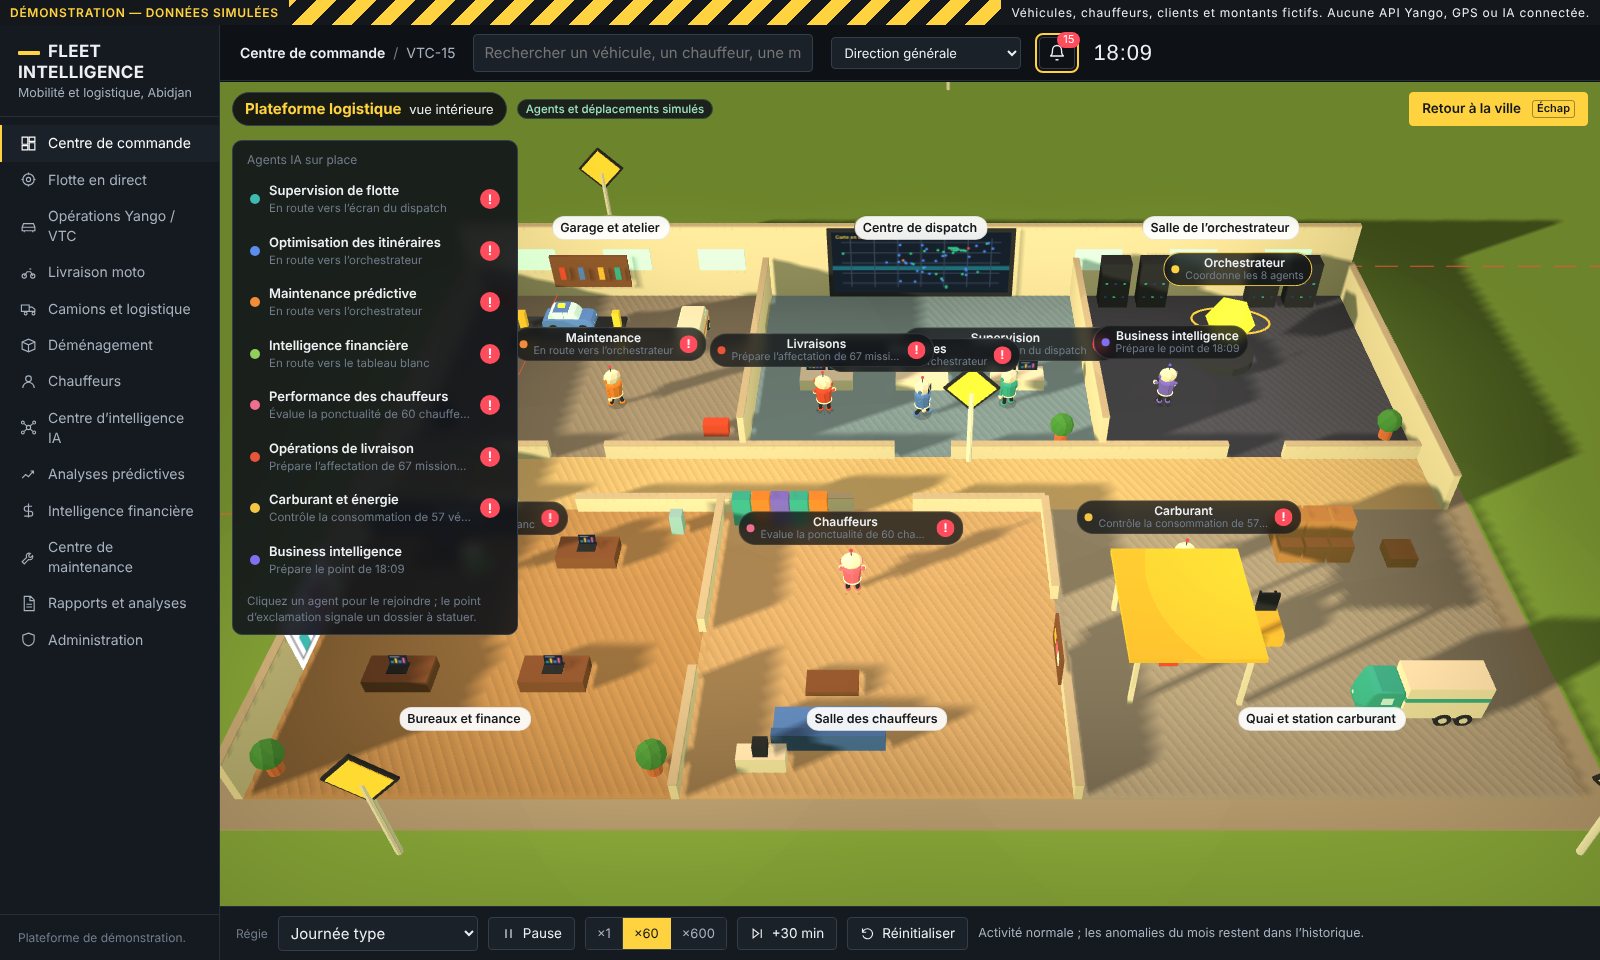 DÉMONSTRATION — DONNÉES SIMULÉES
Véhicules, chauffeurs, clients et montants fictifs. Aucune API Yango, GPS ou IA connectée.
FLEET
INTELLIGENCE
Mobilité et logistique, Abidjan
Centre de commande / VTC-15
Rechercher un véhicule, un chauffeur, une m
Direction générale
15
18:09
Centre de commande
Flotte en direct
Opérations Yango /
VTC
Livraison moto
Camions et logistique
Déménagement
Chauffeurs
Centre d’intelligence
IA
Analyses prédictives
Intelligence financière
Centre de
maintenance
Rapports et analyses
Administration
Plateforme de démonstration.
Plateforme logistique vue intérieure
Agents et déplacements simulés
Retour à la ville Échap
Agents IA sur place
Supervision de flotte
En route vers l’écran du dispatch
!
Optimisation des itinéraires
En route vers l’orchestrateur
!
Maintenance prédictive
En route vers l’orchestrateur
!
Intelligence financière
En route vers le tableau blanc
!
Performance des chauffeurs
Évalue la ponctualité de 60 chauffe…
!
Opérations de livraison
Prépare l’affectation de 67 mission…
!
Carburant et énergie
Contrôle la consommation de 57 vé…
!
Business intelligence
Prépare le point de 18:09
Cliquez un agent pour le rejoindre ; le point
d’exclamation signale un dossier à statuer.
Garage et atelier
Centre de dispatch
Salle de l’orchestrateur
Orchestrateur
Coordonne les 8 agents
Maintenance
En route vers l’orchestrateur
!
Livraisons
Prépare l’affectation de 67 missi…
!
Supervision
n du dispatch
es
rchestrateur
!
Business intelligence
Prépare le point de 18:09
anc
!
Chauffeurs
Évalue la ponctualité de 60 cha…
!
Carburant
Contrôle la consommation de 57…
!
Bureaux et finance
Salle des chauffeurs
Quai et station carburant
Régie
Journée type
Pause
×1
×60
×600
+30 min
Réinitialiser
Activité normale ; les anomalies du mois restent dans l’historique.